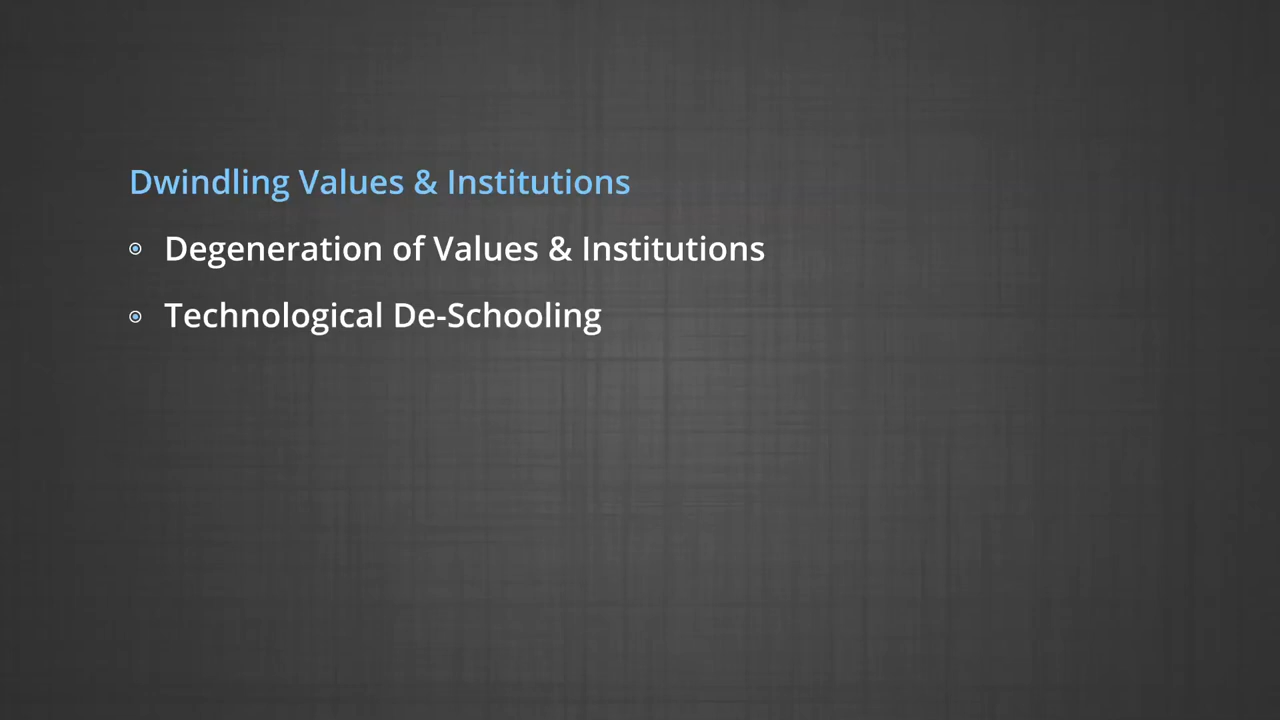 Dwindling Values & Institutions
Degeneration of Values & Institutions
Technological De-Schooling